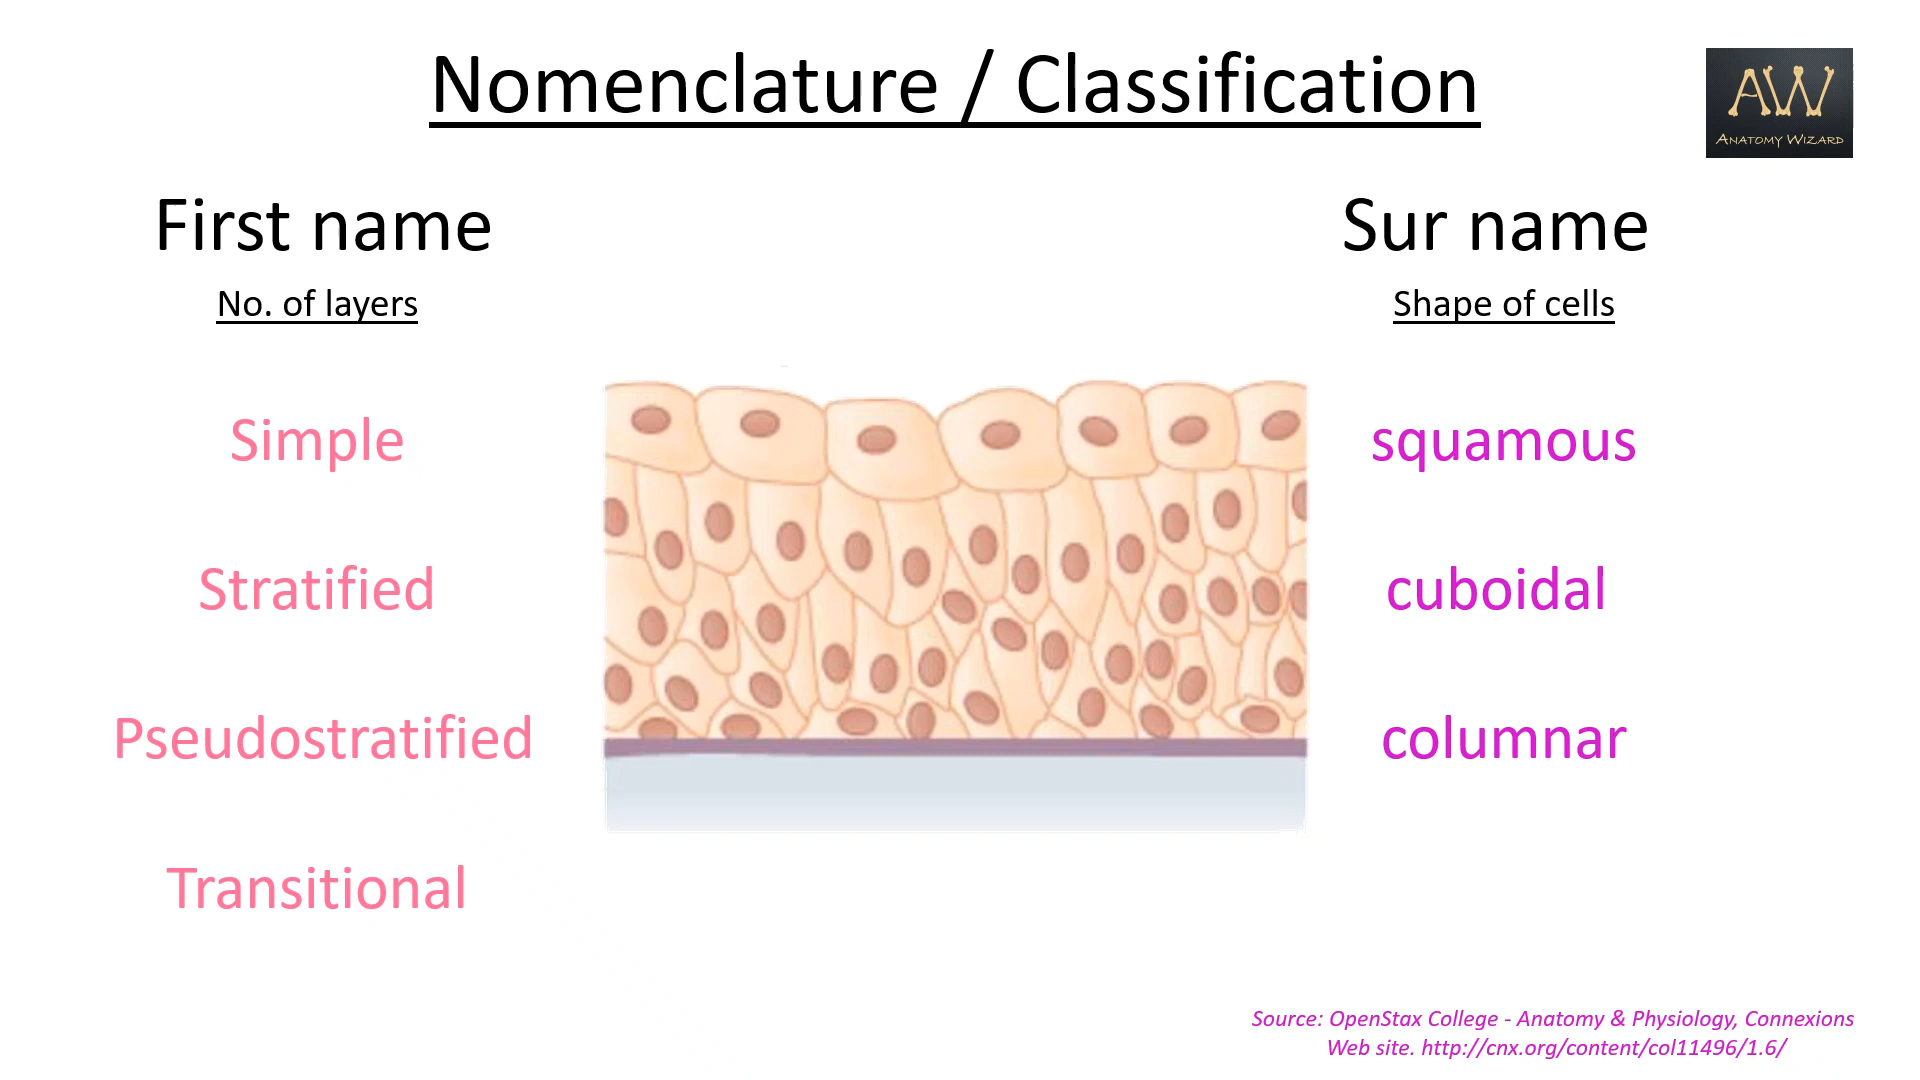 Nomenclature / Classification
AW
ANATOMY WIZARD
First name
No. of layers
Simple
Stratified
Pseudostratified
Transitional
Sur name
Shape of cells
squamous
cuboidal
columnar
Source: OpenStax College - Anatomy & Physiology, Connexions
Web site. http://cnx.org/content/col11496/1.6/